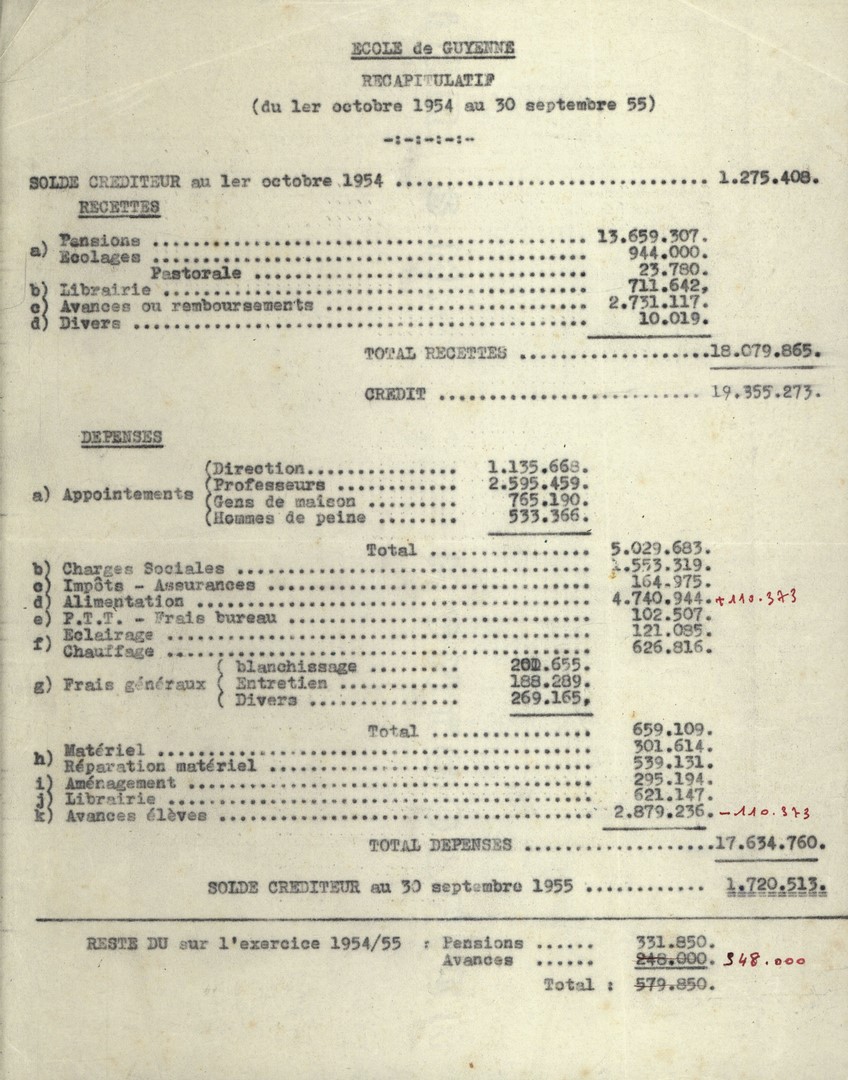 ECOLE de GUYENNE
RECAPITULATIF
(du 1er octobre 1954 au 30 septembre 55)
-:-:-:-:-
SOLDE CREDITEUR au 1er octobre 1954 ............................... 1.275.408.
RECETTES
a) Pensions ........................................... 13.659.307.
Ecolages ........................................... 944.000.
Pastorale ................................. 23.780.
b) Librairie .......................................... 711.642,
c) Avances ou remboursements .......................... 2.731.117.
d) Divers ............................................. 10.019.
TOTAL RECETTES ...................18.079.865.
CREDIT .......................... 19.355.273.
DEPENSES
a) Appointements (Direction............... 1.135.668.
(Professeurs ............ 2.595.459.
(Gens de maison ......... 765.190.
(Hommes de peine ........ 533.366.
Total ................ 5.029.683.
b) Charges Sociales ................................... 1.553.319.
c) Impôts - Assurances ................................ 164.975.
d) Alimentation ....................................... 4.740.944. + 110.373
e) P.T.T. - Frais bureau .............................. 102.507.
f) Eclairage .......................................... 121.085.
Chauffage .......................................... 626.816.
g) Frais généraux ( blanchissage ......... 201.655.
( Entretien ............ 188.289.
( Divers ............... 269.165,
Total ................ 659.109.
h) Matériel ........................................... 301.614.
Réparation matériel ................................ 539.131.
i) Aménagement ........................................ 295.194.
j) Librairie .......................................... 621.147.
k) Avances élèves ..................................... 2.879.236. - 110.373
TOTAL DEPENSES ..................17.634.760.
SOLDE CREDITEUR au 30 septembre 1955 ............ 1.720.513.
RESTE DU sur l'exercice 1954/55 : Pensions ...... 331.850.
Avances ...... 248.000. 348.000
Total : 579.850.